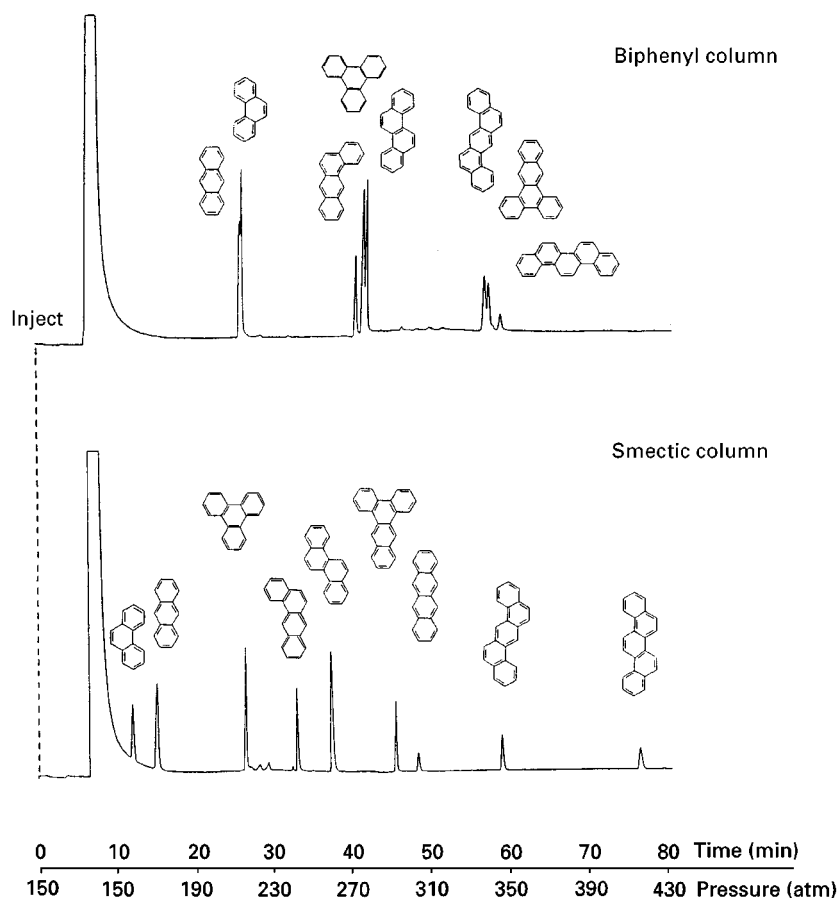 Biphenyl column
Inject
Smectic column
0 10 20 30 40 50 60 70 80 Time (min)
150 150 190 230 270 310 350 390 430 Pressure (atm)